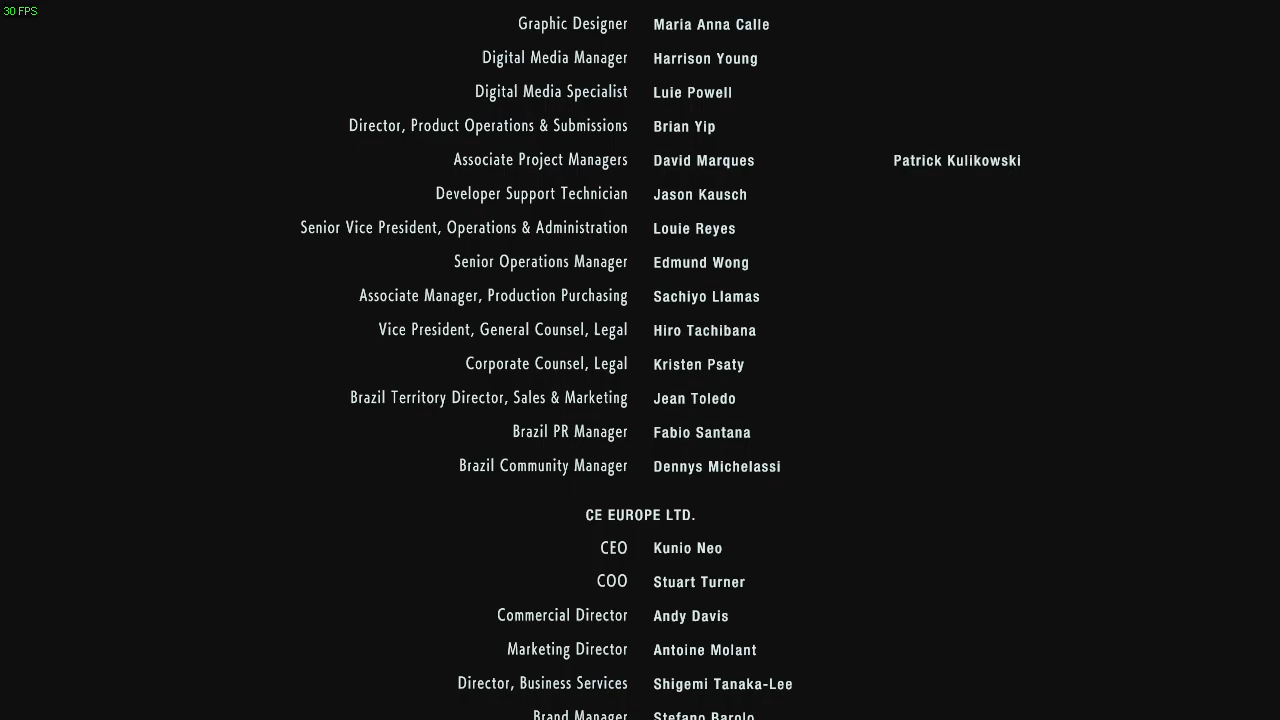 30 FPS
Graphic Designer Maria Anna Calle
Digital Media Manager Harrison Young
Digital Media Specialist Luie Powell
Director, Product Operations & Submissions Brian Yip
Associate Project Managers David Marques Patrick Kulikowski
Developer Support Technician Jason Kausch
Senior Vice President, Operations & Administration Louie Reyes
Senior Operations Manager Edmund Wong
Associate Manager, Production Purchasing Sachiyo Llamas
Vice President, General Counsel, Legal Hiro Tachibana
Corporate Counsel, Legal Kristen Psaty
Brazil Territory Director, Sales & Marketing Jean Toledo
Brazil PR Manager Fabio Santana
Brazil Community Manager Dennys Michelassi
CE EUROPE LTD.
CEO Kunio Neo
COO Stuart Turner
Commercial Director Andy Davis
Marketing Director Antoine Molant
Director, Business Services Shigemi Tanaka-Lee
Brand Manager Stefano Barolo